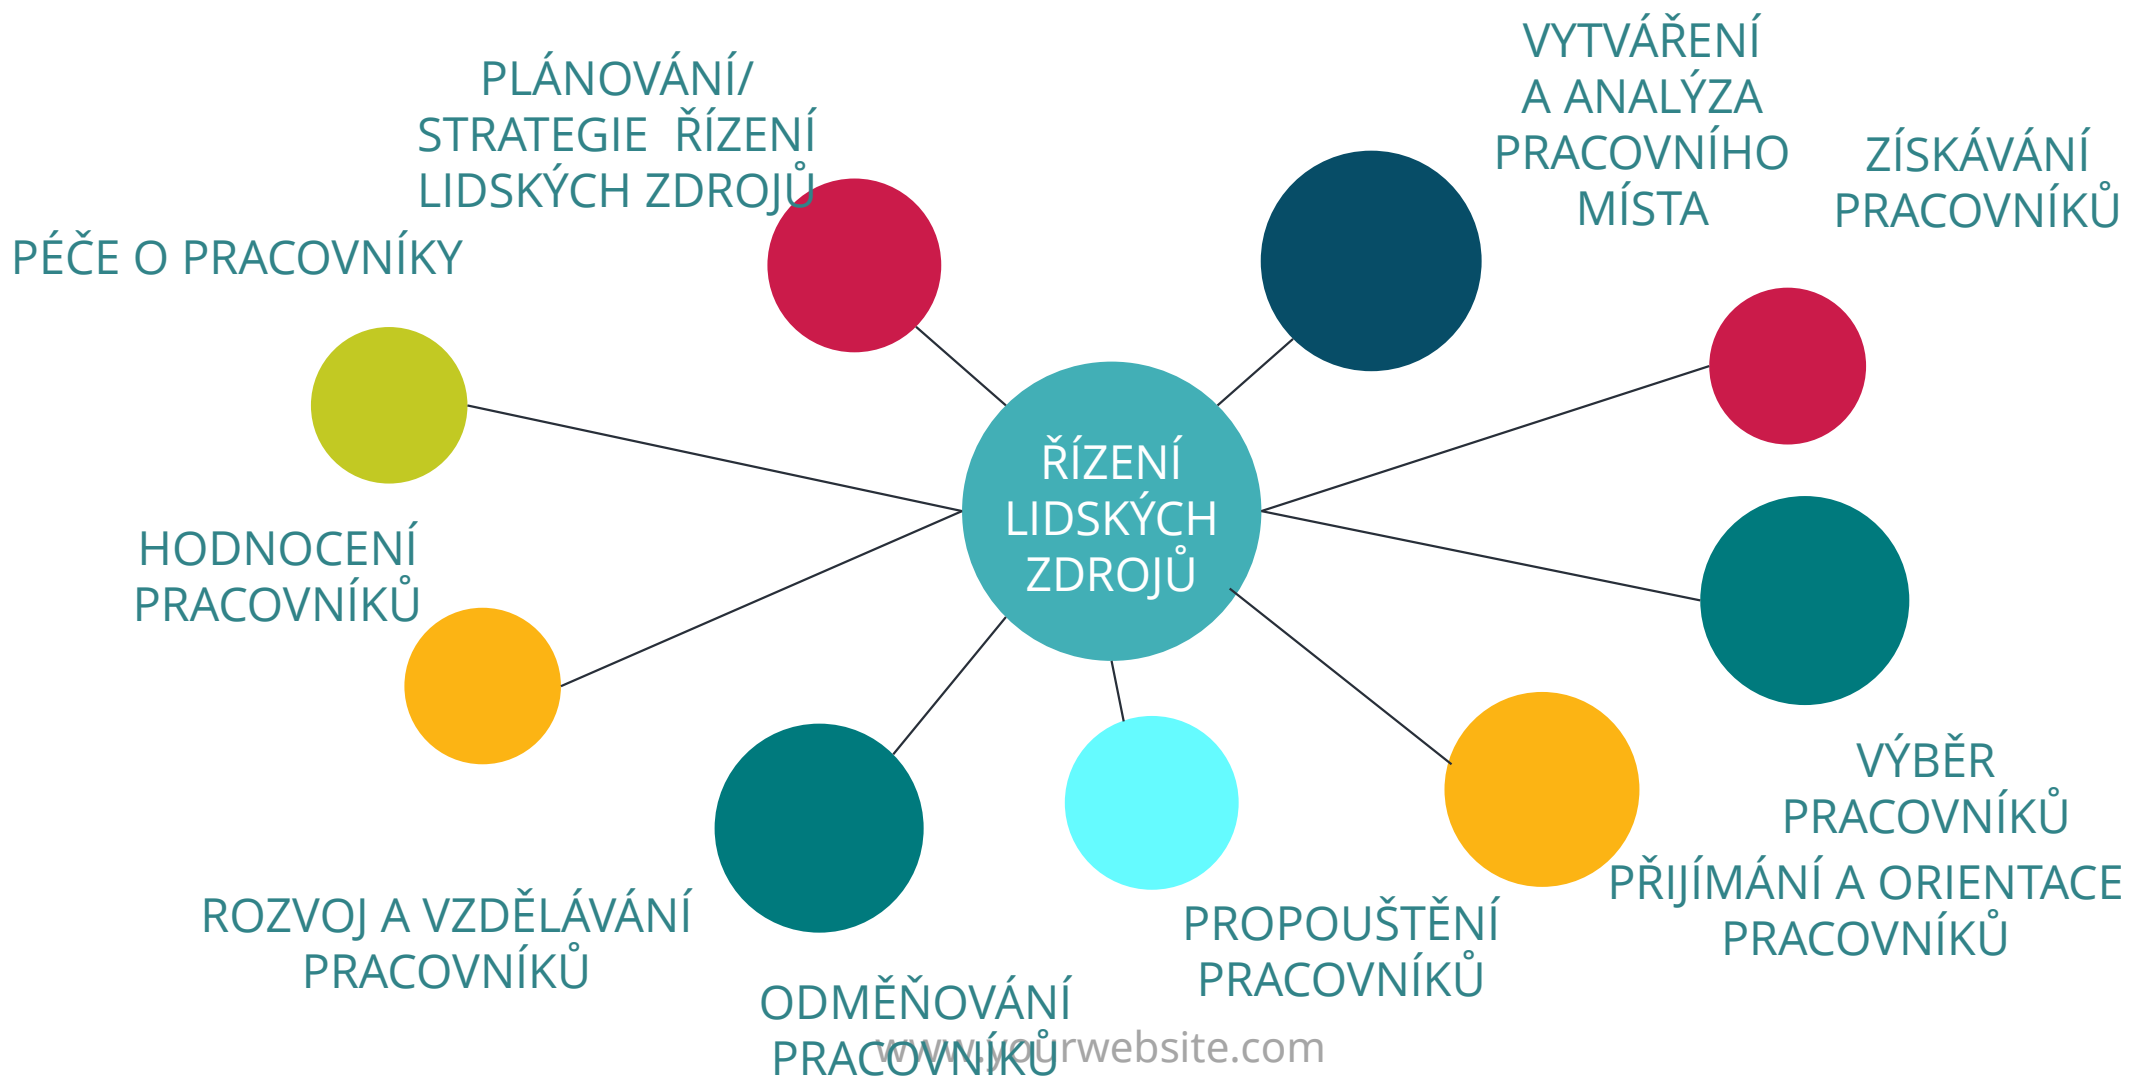 VYTVÁŘENÍ
A ANALÝZA
PRACOVNÍHO
MÍSTA
PLÁNOVÁNÍ/
STRATEGIE ŘÍZENÍ
LIDSKÝCH ZDROJŮ
ZÍSKÁVÁNÍ
PRACOVNÍKŮ
PÉČE O PRACOVNÍKY
ŘÍZENÍ
LIDSKÝCH
ZDROJŮ
HODNOCENÍ
PRACOVNÍKŮ
VÝBĚR
PRACOVNÍKŮ
PŘIJÍMÁNÍ A ORIENTACE
PRACOVNÍKŮ
ROZVOJ A VZDĚLÁVÁNÍ
PRACOVNÍKŮ
PROPOUŠTĚNÍ
PRACOVNÍKŮ
ODMĚŇOVÁNÍ
PRACOVNÍKŮ
www.yourwebsite.com